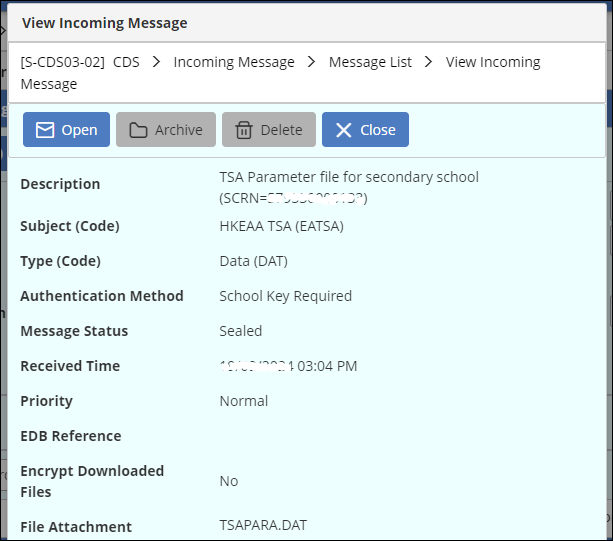 View Incoming Message
[S-CDS03-02] CDS > Incoming Message > Message List > View Incoming
Message
Open Archive Delete Close
Description TSA Parameter file for secondary school
(SCRN=
Subject (Code) HKEAA TSA (EATSA)
Type (Code) Data (DAT)
Authentication Method School Key Required
Message Status Sealed
Received Time 03:04 PM
Priority Normal
EDB Reference
Encrypt Downloaded
Files No
File Attachment TSAPARA.DAT